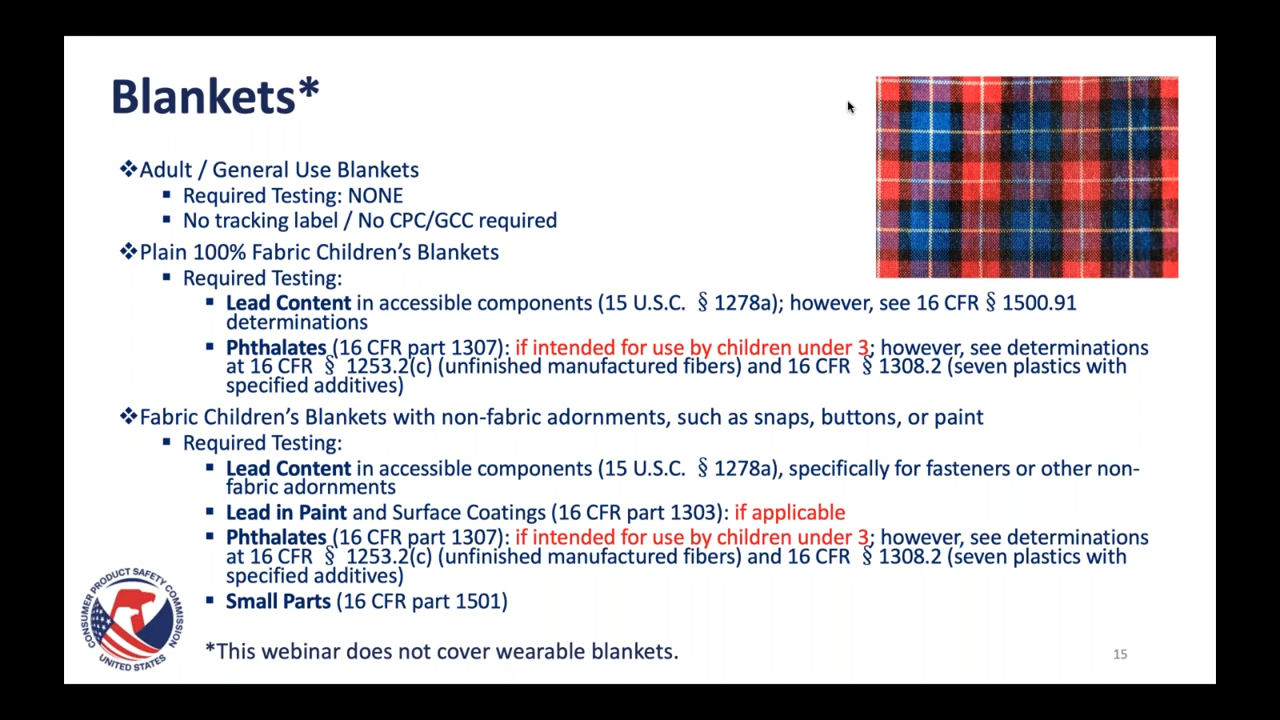 Blankets*
❖Adult / General Use Blankets
▪ Required Testing: NONE
▪ No tracking label / No CPC/GCC required
❖Plain 100% Fabric Children’s Blankets
▪ Required Testing:
▪ Lead Content in accessible components (15 U.S.C. § 1278a); however, see 16 CFR § 1500.91
determinations
▪ Phthalates (16 CFR part 1307): if intended for use by children under 3; however, see determinations
at 16 CFR § 1253.2(c) (unfinished manufactured fibers) and 16 CFR § 1308.2 (seven plastics with
specified additives)
❖Fabric Children’s Blankets with non-fabric adornments, such as snaps, buttons, or paint
▪ Required Testing:
▪ Lead Content in accessible components (15 U.S.C. § 1278a), specifically for fasteners or other non-
fabric adornments
▪ Lead in Paint and Surface Coatings (16 CFR part 1303): if applicable
▪ Phthalates (16 CFR part 1307): if intended for use by children under 3; however, see determinations
at 16 CFR § 1253.2(c) (unfinished manufactured fibers) and 16 CFR § 1308.2 (seven plastics with
specified additives)
▪ Small Parts (16 CFR part 1501)
CONSUMER PRODUCT SAFETY COMMISSION
UNITED STATES
*This webinar does not cover wearable blankets.
15